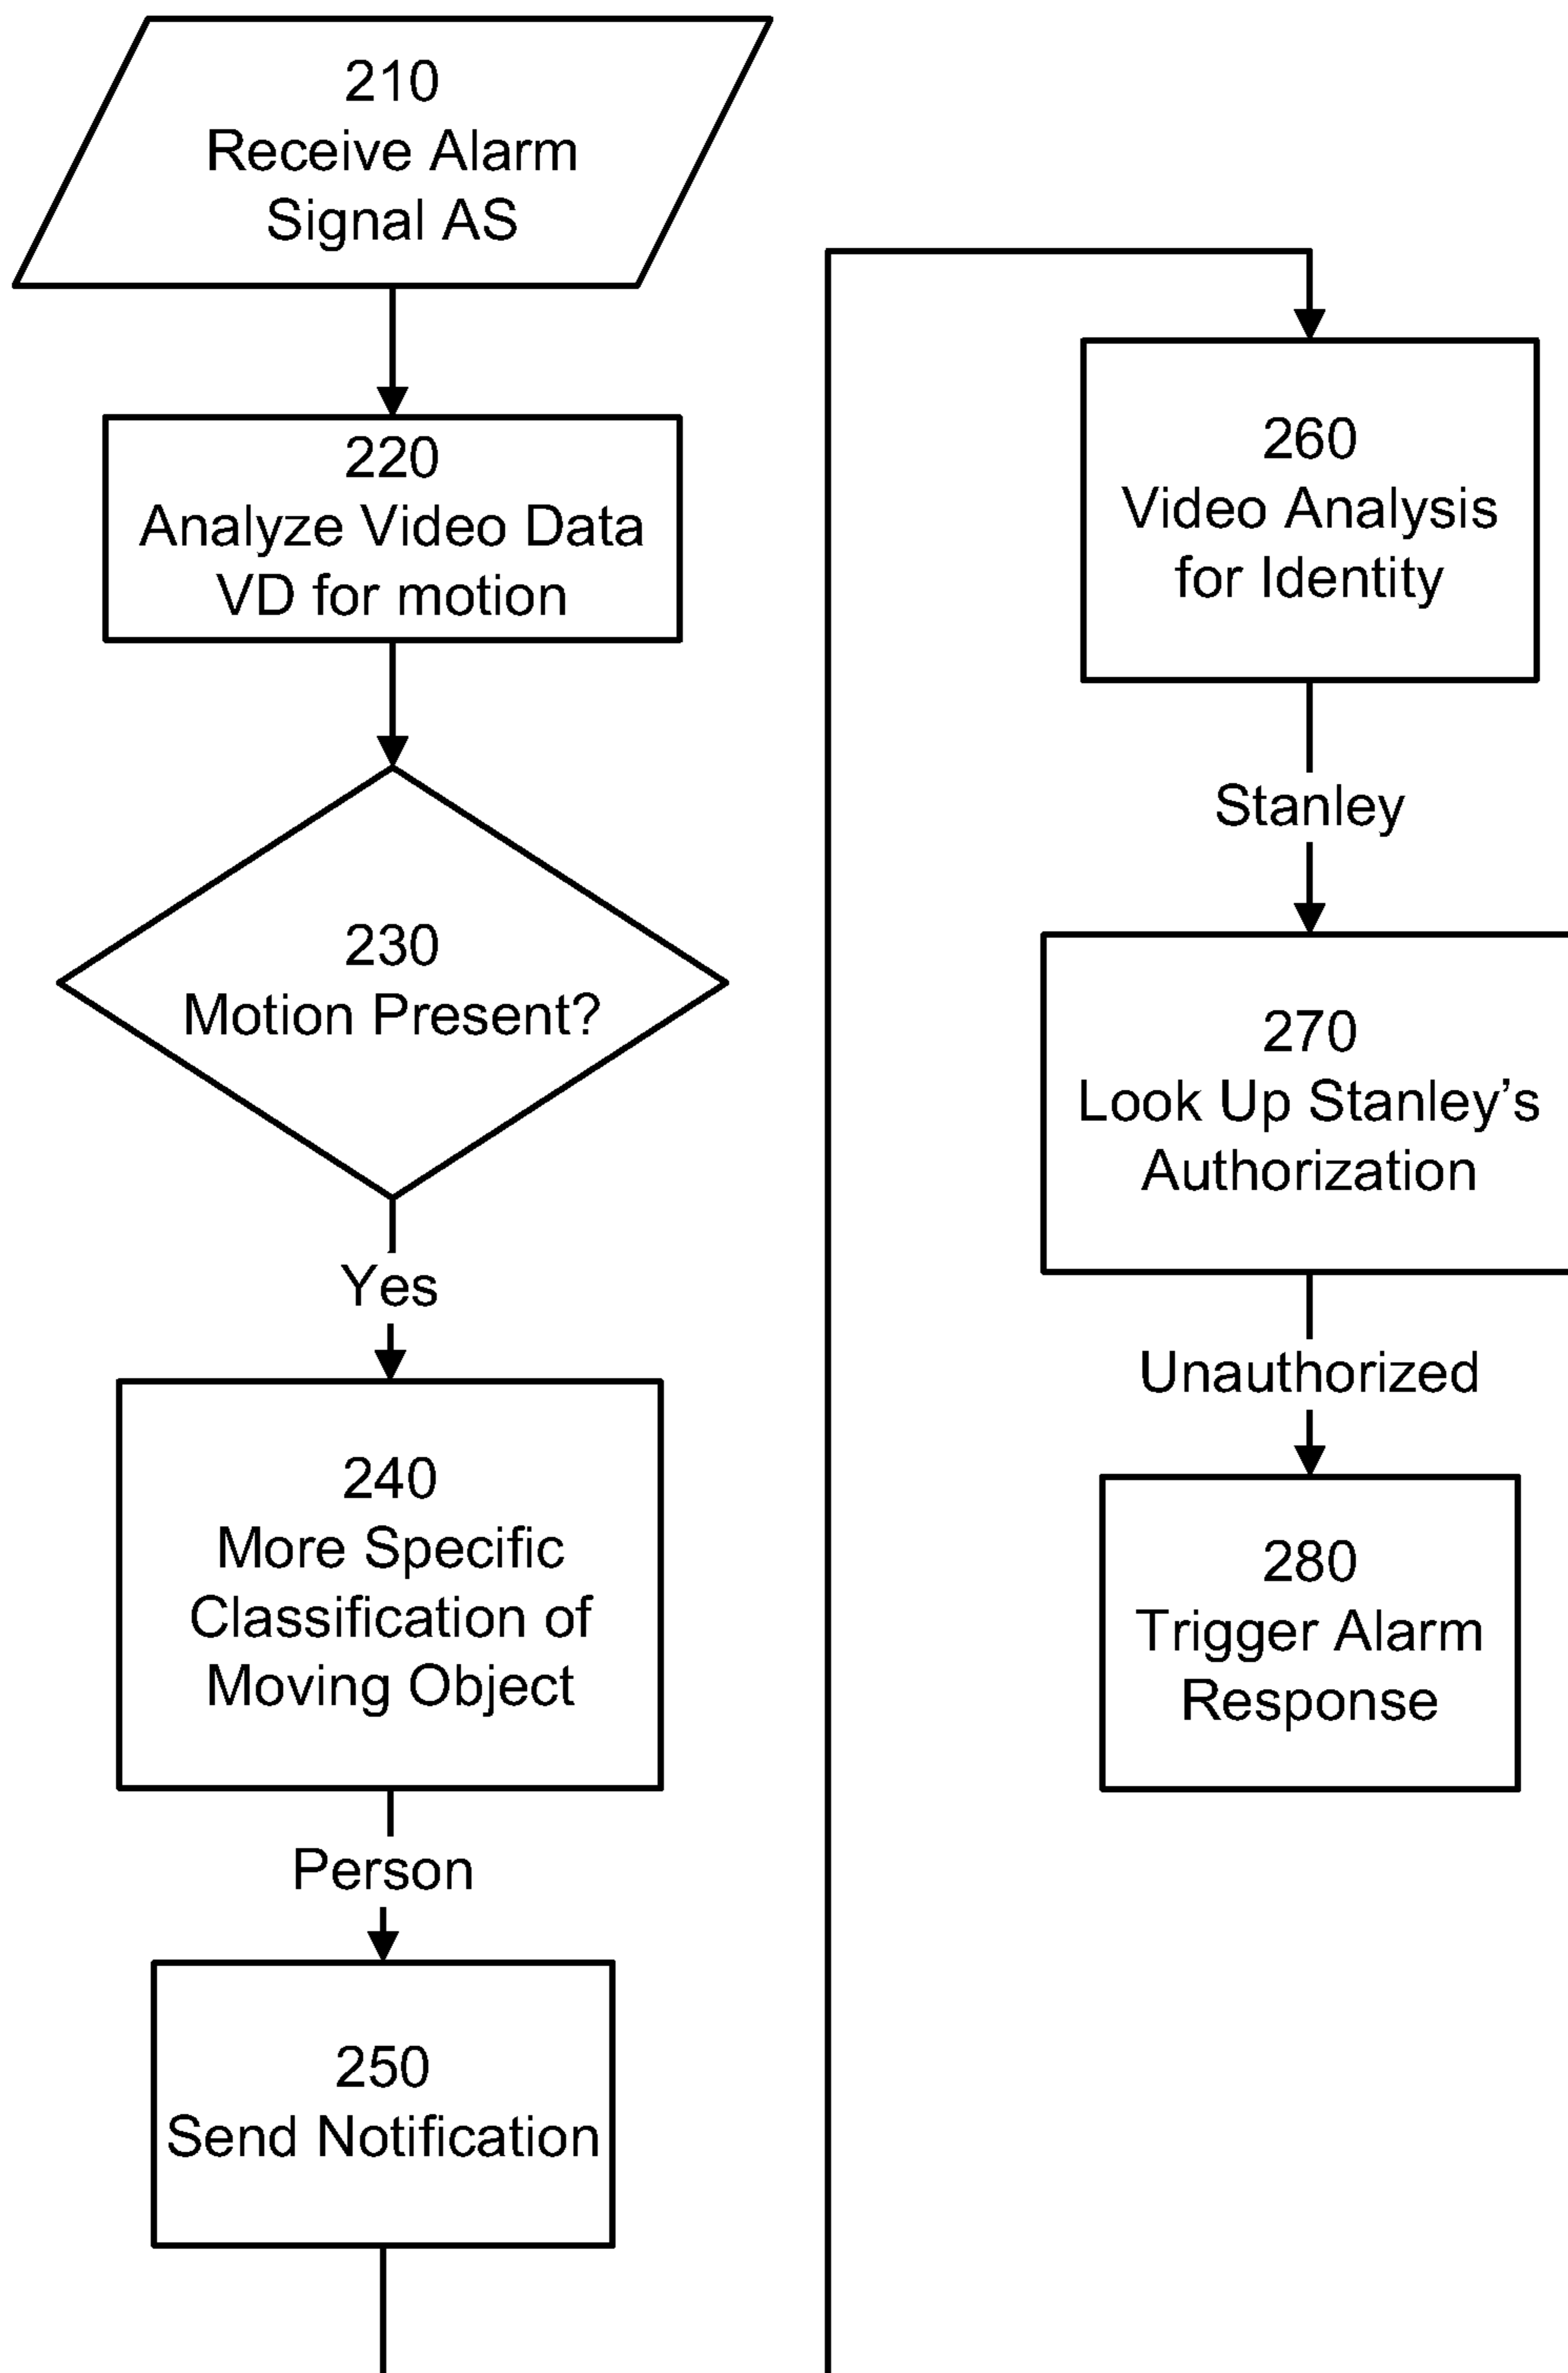 210
Receive Alarm
Signal AS
220
Analyze Video Data
VD for motion
230
Motion Present?
Yes
240
More Specific
Classification of
Moving Object
Person
250
Send Notification
260
Video Analysis
for Identity
Stanley
270
Look Up Stanley’s
Authorization
Unauthorized
280
Trigger Alarm
Response